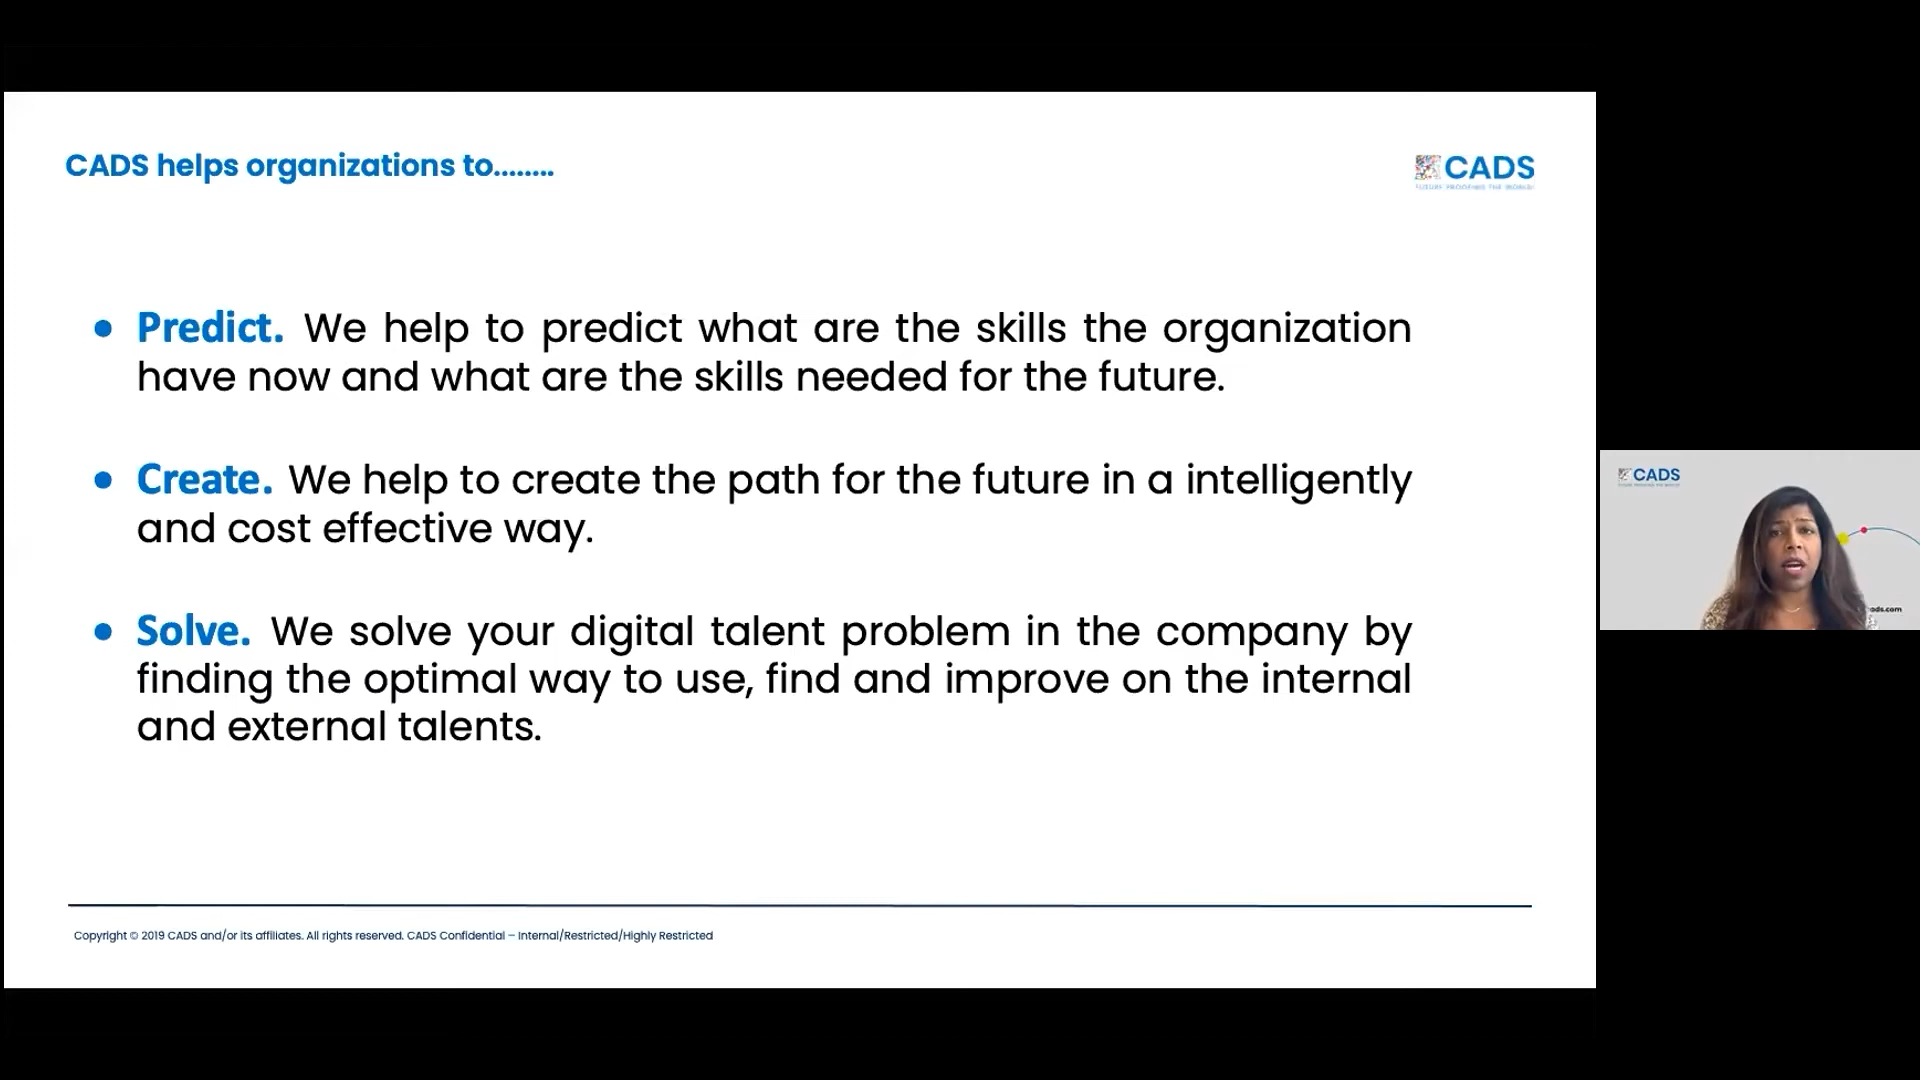 CADS helps organizations to........
CADS
• Predict. We help to predict what are the skills the organization
have now and what are the skills needed for the future.
• Create. We help to create the path for the future in a intelligently
and cost effective way.
• Solve. We solve your digital talent problem in the company by
finding the optimal way to use, find and improve on the internal
and external talents.
Copyright © 2019 CADS and/or its affiliates. All rights reserved. CADS Confidential – Internal/Restricted/Highly Restricted
CADS
ads.com